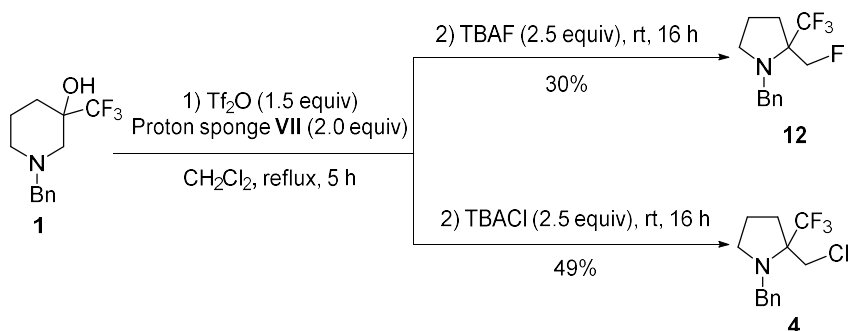 OH
CF3
N
Bn
1
1) Tf2O (1.5 equiv)
Proton sponge VII (2.0 equiv)
CH2Cl2, reflux, 5 h
2) TBAF (2.5 equiv), rt, 16 h
30%
CF3
F
N
Bn
12
2) TBACl (2.5 equiv), rt, 16 h
49%
CF3
Cl
N
Bn
4